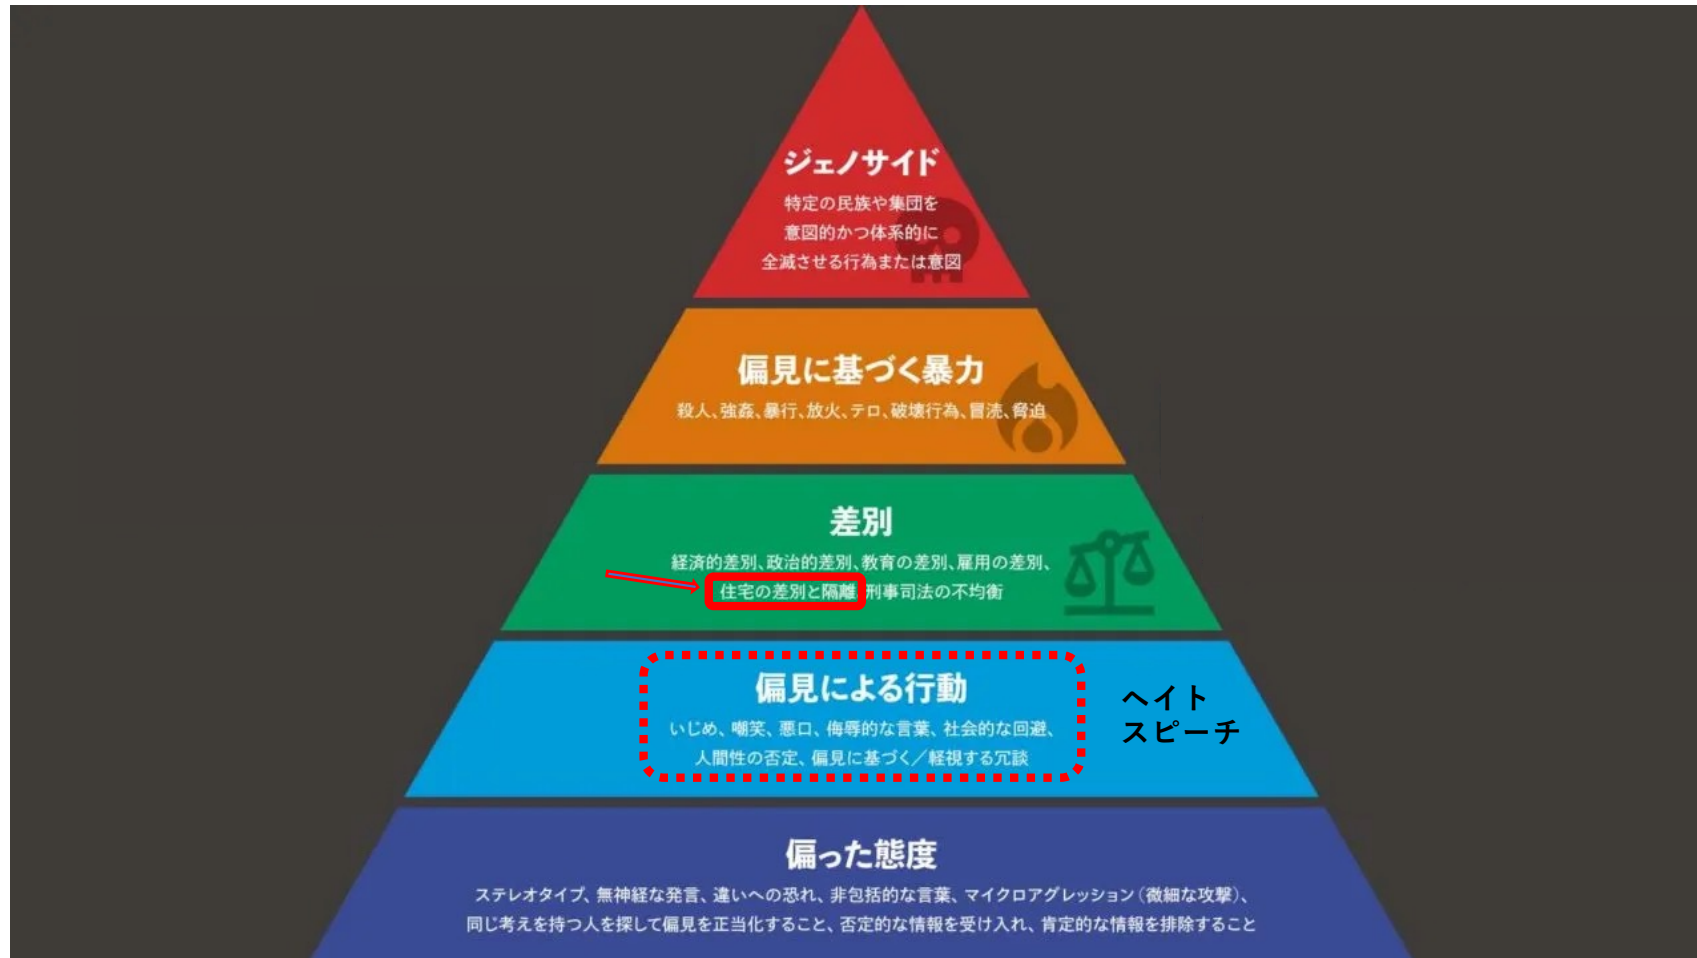 ジェノサイド
特定の民族や集団を
意図的かつ体系的に
全滅させる行為または意図
偏見に基づく暴力
殺人、強姦、暴行、放火、テロ、破壊行為、冒涜、脅迫
差別
経済的差別、政治的差別、教育の差別、雇用の差別、
住宅の差別と隔離 刑事司法の不均衡
偏見による行動
いじめ、嘲笑、悪口、侮辱的な言葉、社会的な回避、
人間性の否定、偏見に基づく／軽視する冗談
ヘイト
スピーチ
偏った態度
ステレオタイプ、無神経な発言、違いへの恐れ、非包括的な言葉、マイクロアグレッション（微細な攻撃）、
同じ考えを持つ人を探して偏見を正当化すること、否定的な情報を受け入れ、肯定的な情報を排除すること